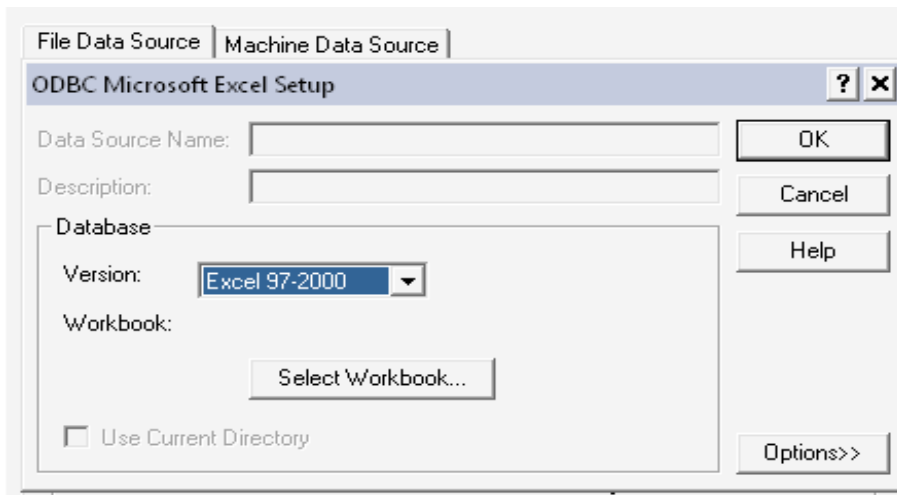 File Data Source Machine Data Source
ODBC Microsoft Excel Setup ? ×
Data Source Name: OK
Description: Cancel
Database
Help
Version: Excel 97-2000
Workbook:
Select Workbook...
Use Current Directory
Options>>